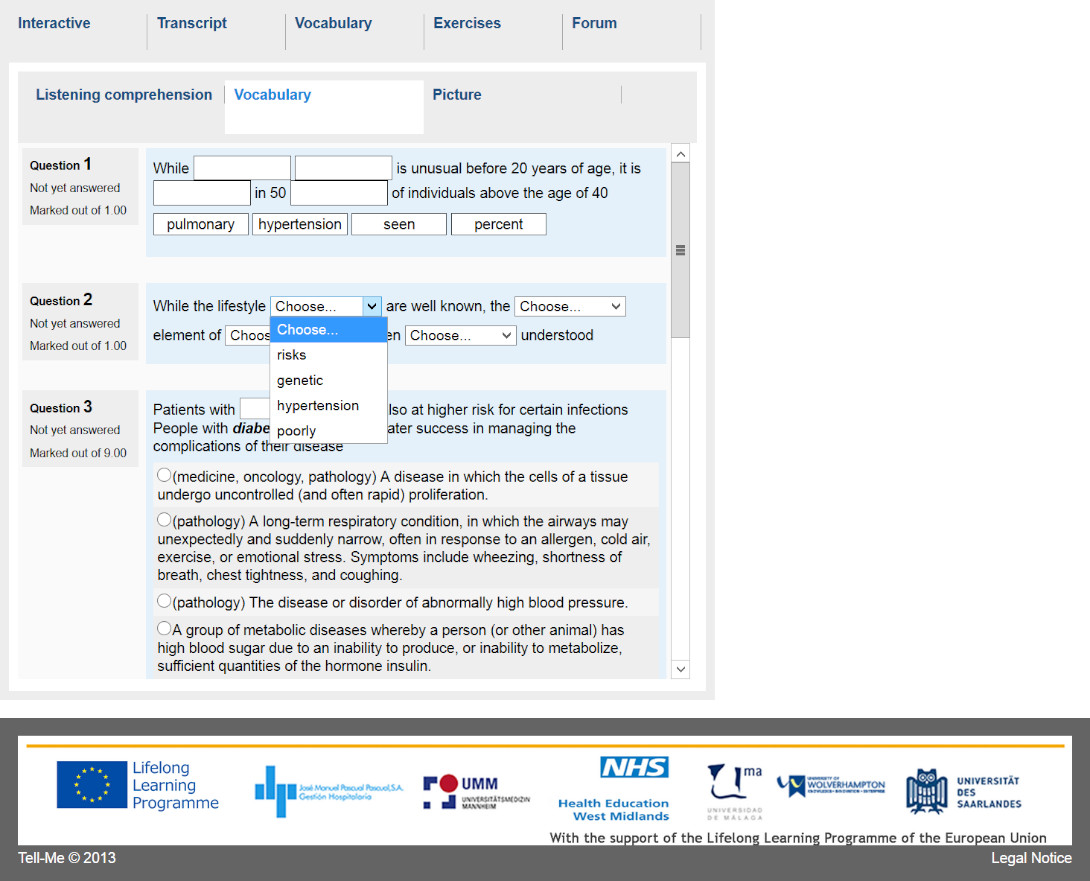 Interactive Transcript Vocabulary Exercises Forum
Listening comprehension Vocabulary Picture
Question 1
Not yet answered
Marked out of 1.00
While is unusual before 20 years of age, it is
in 50 of individuals above the age of 40
pulmonary hypertension seen percent
Question 2
Not yet answered
Marked out of 1.00
While the lifestyle Choose... are well known, the Choose...
element of Choos en Choose... understood
Choose...
risks
genetic
hypertension
poorly
Question 3
Not yet answered
Marked out of 9.00
Patients with lso at higher risk for certain infections
People with diabe ater success in managing the
complications of their disease
(medicine, oncology, pathology) A disease in which the cells of a tissue
undergo uncontrolled (and often rapid) proliferation.
(pathology) A long-term respiratory condition, in which the airways may
unexpectedly and suddenly narrow, often in response to an allergen, cold air,
exercise, or emotional stress. Symptoms include wheezing, shortness of
breath, chest tightness, and coughing.
(pathology) The disease or disorder of abnormally high blood pressure.
A group of metabolic diseases whereby a person (or other animal) has
high blood sugar due to an inability to produce, or inability to metabolize,
sufficient quantities of the hormone insulin.
Lifelong
Learning
Programme
José Manuel Pascual Pascual,S.A.
Gestión Hospitalaria
UMM
UNIVERSITÄTSMEDIZIN
MANNHEIM
NHS
Health Education
West Midlands
uma
UNIVERSIDAD
DE MÁLAGA
UNIVERSITY OF
WOLVERHAMPTON
KNOWLEDGE • INNOVATION • ENTERPRISE
UNIVERSITÄT
DES
SAARLANDES
With the support of the Lifelong Learning Programme of the European Union
Tell-Me © 2013 Legal Notice